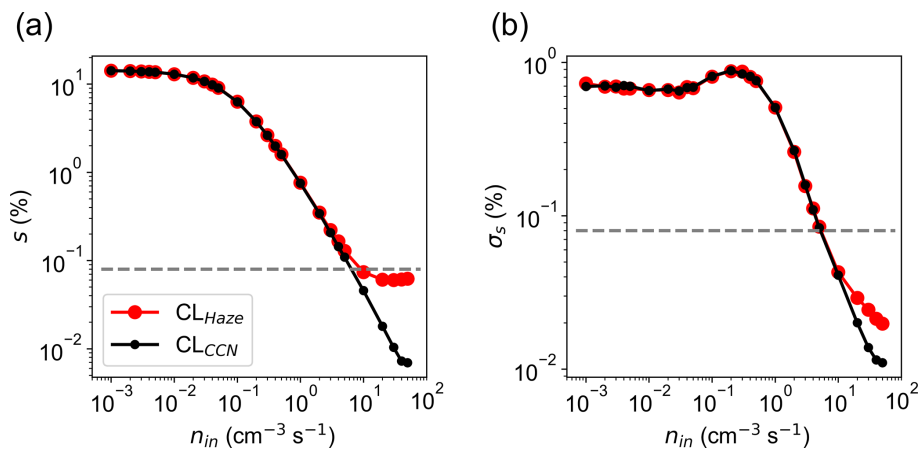 (a)
(b)
10¹
10⁰
10⁻¹
10⁻²
s (%)
CL_Haze
CL_CCN
10⁻³ 10⁻² 10⁻¹ 10⁰ 10¹ 10²
n_in (cm⁻³ s⁻¹)
10⁰
10⁻¹
10⁻²
σ_s (%)
10⁻³ 10⁻² 10⁻¹ 10⁰ 10¹ 10²
n_in (cm⁻³ s⁻¹)